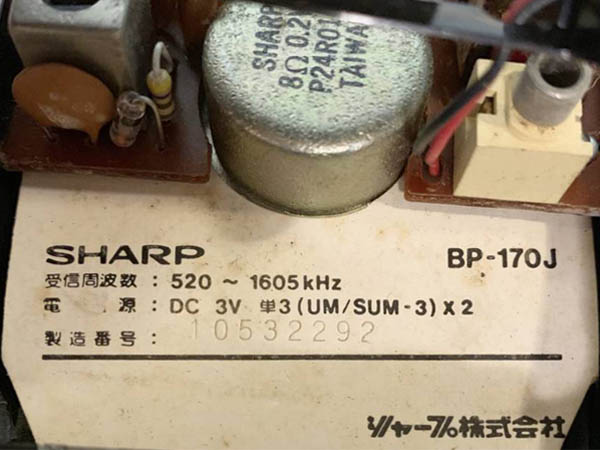 SHARP
8Ω 0.2
P24R01
TAIWA
SHARP BP-170J
受信周波数 : 520 ~ 1605kHz
電 源 : DC 3V 単3 (UM/SUM-3) X 2
製造番号 : 10532292
シャープ株式会社